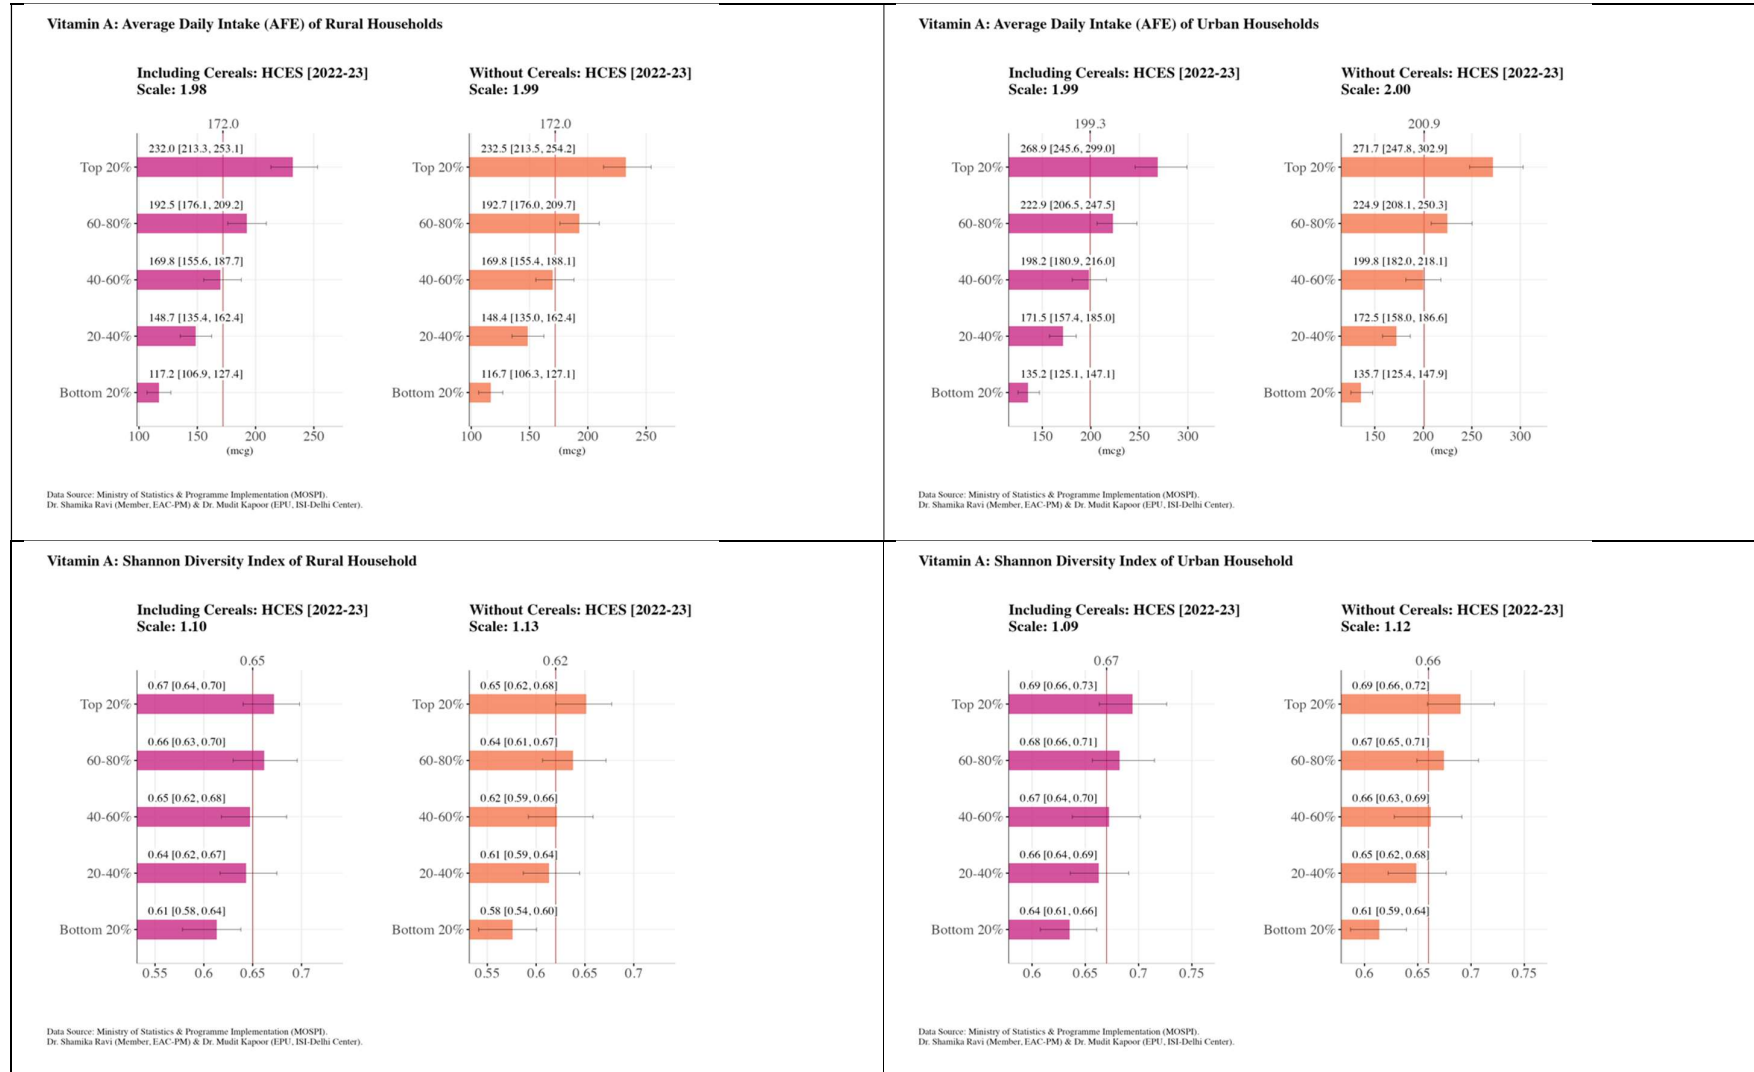 Vitamin A: Average Daily Intake (AFE) of Rural Households
Including Cereals: HCES [2022-23]
Scale: 1.98
172.0
Top 20%
232.0 [213.3, 253.1]
60-80%
192.5 [176.1, 209.2]
40-60%
169.8 [155.6, 187.7]
20-40%
148.7 [135.4, 162.4]
Bottom 20%
117.2 [106.9, 127.4]
100 150 200 250
(mcg)
Without Cereals: HCES [2022-23]
Scale: 1.99
172.0
Top 20%
232.5 [213.5, 254.2]
60-80%
192.7 [176.0, 209.7]
40-60%
169.8 [155.4, 188.1]
20-40%
148.4 [135.0, 162.4]
Bottom 20%
116.7 [106.3, 127.1]
100 150 200 250
(mcg)
Data Source: Ministry of Statistics & Programme Implementation (MOSPI).
Dr. Shamika Ravi (Member, EAC-PM) & Dr. Mudit Kapoor (EPU, ISI-Delhi Center).
Vitamin A: Average Daily Intake (AFE) of Urban Households
Including Cereals: HCES [2022-23]
Scale: 1.99
199.3
Top 20%
268.9 [245.6, 299.0]
60-80%
222.9 [206.5, 247.5]
40-60%
198.2 [180.9, 216.0]
20-40%
171.5 [157.4, 185.0]
Bottom 20%
135.2 [125.1, 147.1]
150 200 250 300
(mcg)
Without Cereals: HCES [2022-23]
Scale: 2.00
200.9
Top 20%
271.7 [247.8, 302.9]
60-80%
224.9 [208.1, 250.3]
40-60%
199.8 [182.0, 218.1]
20-40%
172.5 [158.0, 186.6]
Bottom 20%
135.7 [125.4, 147.9]
150 200 250 300
(mcg)
Data Source: Ministry of Statistics & Programme Implementation (MOSPI).
Dr. Shamika Ravi (Member, EAC-PM) & Dr. Mudit Kapoor (EPU, ISI-Delhi Center).
Vitamin A: Shannon Diversity Index of Rural Household
Including Cereals: HCES [2022-23]
Scale: 1.10
0.65
Top 20%
0.67 [0.64, 0.70]
60-80%
0.66 [0.63, 0.70]
40-60%
0.65 [0.62, 0.68]
20-40%
0.64 [0.62, 0.67]
Bottom 20%
0.61 [0.58, 0.64]
0.55 0.6 0.65 0.7
Without Cereals: HCES [2022-23]
Scale: 1.13
0.62
Top 20%
0.65 [0.62, 0.68]
60-80%
0.64 [0.61, 0.67]
40-60%
0.62 [0.59, 0.66]
20-40%
0.61 [0.59, 0.64]
Bottom 20%
0.58 [0.54, 0.60]
0.55 0.6 0.65 0.7
Data Source: Ministry of Statistics & Programme Implementation (MOSPI).
Dr. Shamika Ravi (Member, EAC-PM) & Dr. Mudit Kapoor (EPU, ISI-Delhi Center).
Vitamin A: Shannon Diversity Index of Urban Household
Including Cereals: HCES [2022-23]
Scale: 1.09
0.67
Top 20%
0.69 [0.66, 0.73]
60-80%
0.68 [0.66, 0.71]
40-60%
0.67 [0.64, 0.70]
20-40%
0.66 [0.64, 0.69]
Bottom 20%
0.64 [0.61, 0.66]
0.6 0.65 0.7 0.75
Without Cereals: HCES [2022-23]
Scale: 1.12
0.66
Top 20%
0.69 [0.66, 0.72]
60-80%
0.67 [0.65, 0.71]
40-60%
0.66 [0.63, 0.69]
20-40%
0.65 [0.62, 0.68]
Bottom 20%
0.61 [0.59, 0.64]
0.6 0.65 0.7 0.75
Data Source: Ministry of Statistics & Programme Implementation (MOSPI).
Dr. Shamika Ravi (Member, EAC-PM) & Dr. Mudit Kapoor (EPU, ISI-Delhi Center).